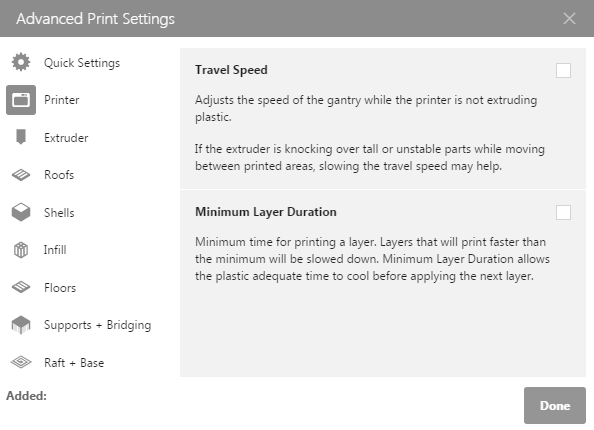 Advanced Print Settings
Quick Settings
Printer
Extruder
Roofs
Shells
Infill
Floors
Supports + Bridging
Raft + Base
Travel Speed
Adjusts the speed of the gantry while the printer is not extruding
plastic.
If the extruder is knocking over tall or unstable parts while moving
between printed areas, slowing the travel speed may help.
Minimum Layer Duration
Minimum time for printing a layer. Layers that will print faster than
the minimum will be slowed down. Minimum Layer Duration allows
the plastic adequate time to cool before applying the next layer.
Added:
Done